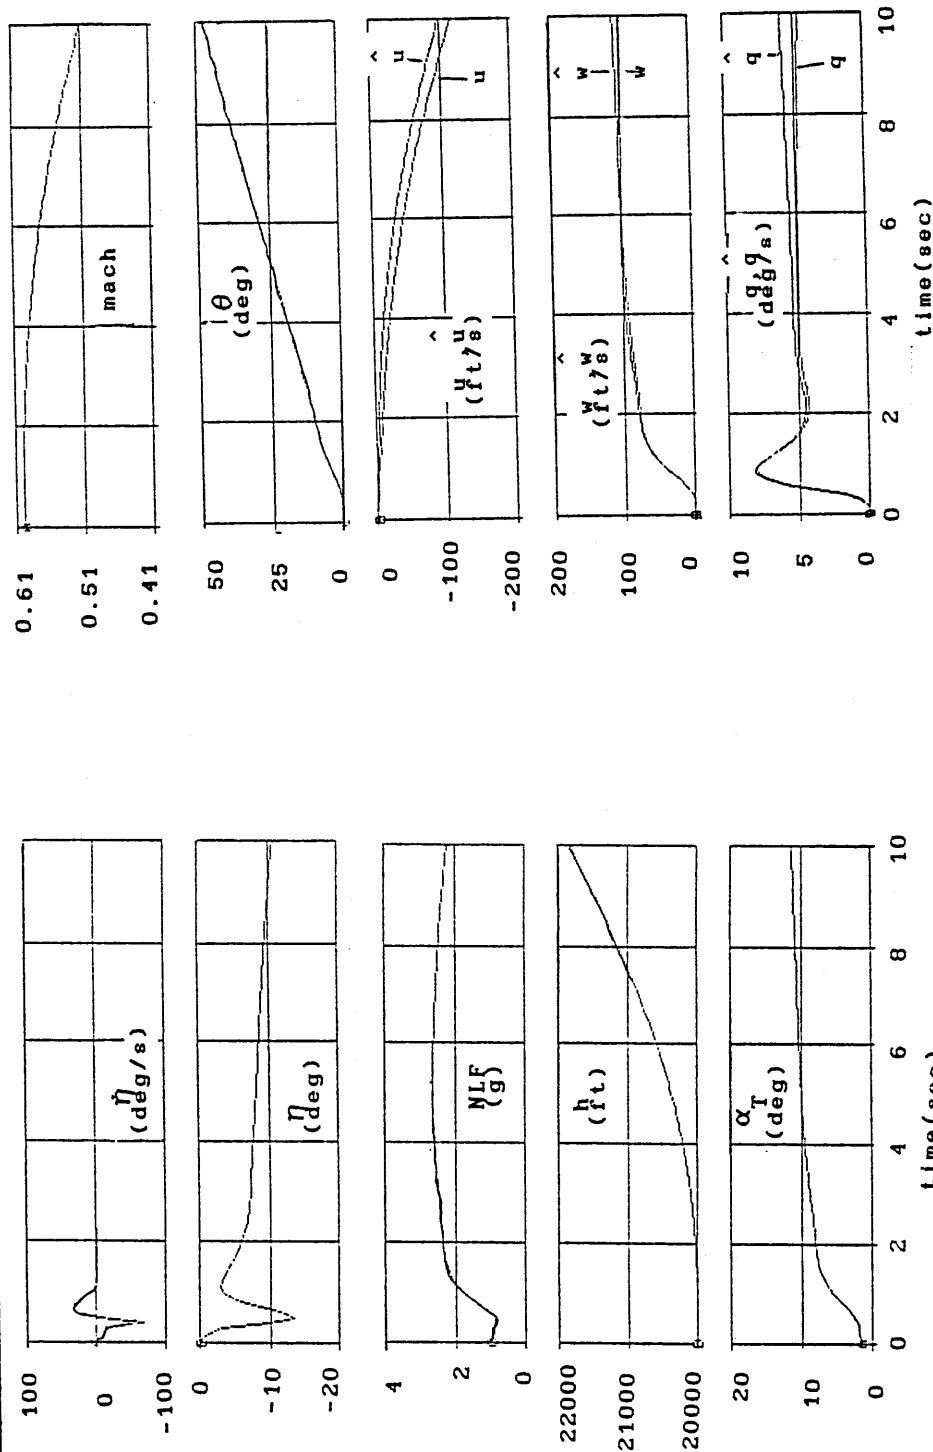 0.61
0.51
0.41
mach
50
25
0
θ
(deg)
0
-100
-200
u,û
(ft/s)
û
u
200
100
0
w,ŵ
(ft/s)
ŵ
w
10
5
0
q̂,q
(deg/s)
q̂
q
0 2 4 6 8 10
time(sec)
100
0
-100
η̇
(deg/s)
0
-10
-20
η
(deg)
4
2
0
NLF
(g)
22000
21000
20000
h
(ft)
20
10
0
α_T
(deg)
0 2 4 6 8 10
time(sec)